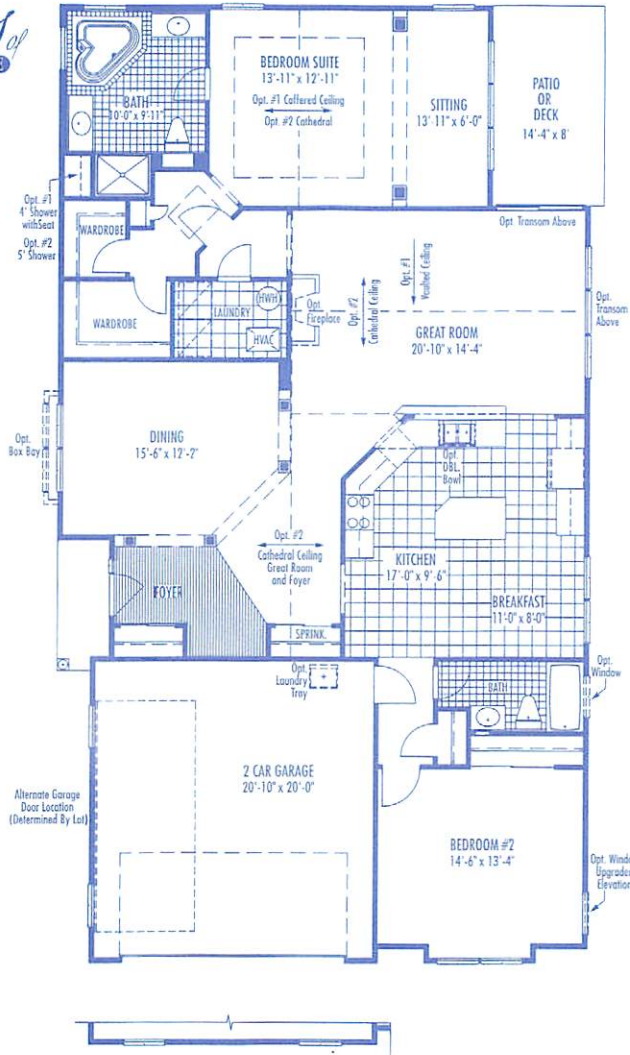 of
BATH
10'-0" x 9'-11"
BEDROOM SUITE
13'-11" x 12'-11"
Opt. #1 Coffered Ceiling
Opt. #2 Cathedral
SITTING
13'-11" x 6'-0"
PATIO
OR
DECK
14'-4" x 8'
Opt. #1
4' Shower
with Seat
Opt. #2
5' Shower
WARDROBE
WARDROBE
LAUNDRY
HWH
HVAC
Opt.
Fireplace
Opt. #2
Cathedral Ceiling
Opt. #1
Vaulted Ceiling
Opt Transom Above
GREAT ROOM
20'-10" x 14'-4"
Opt.
Transom
Above
Opt.
Box Bay
DINING
15'-6" x 12'-2"
Opt.
DBL.
Bowl
Opt. #2
Cathedral Ceiling
Great Room
and Foyer
KITCHEN
17'-0" x 9'-6"
BREAKFAST
11'-0" x 8'-0"
FOYER
SPRINK.
Opt.
Laundry
Tray
BATH
Opt.
Window
2 CAR GARAGE
20'-10" x 20'-0"
Alternate Garage
Door Location
(Determined By Lot)
BEDROOM #2
14'-6" x 13'-4"
Opt. Windo
Upgrade
Elevation